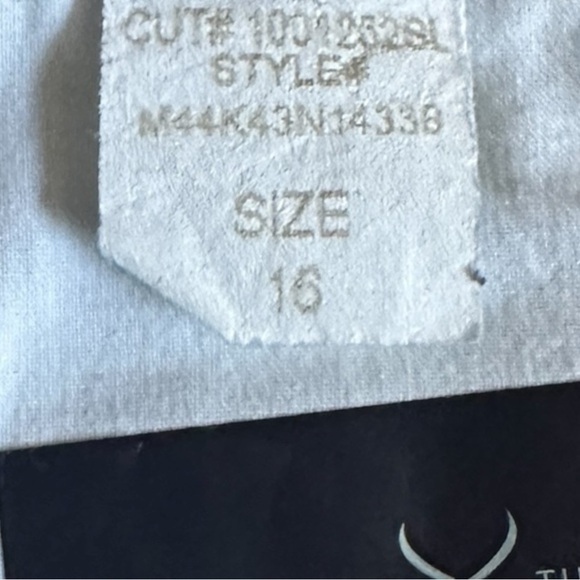 CUT# 1001252SL
STYLE#
M44K43N14338
SIZE
16